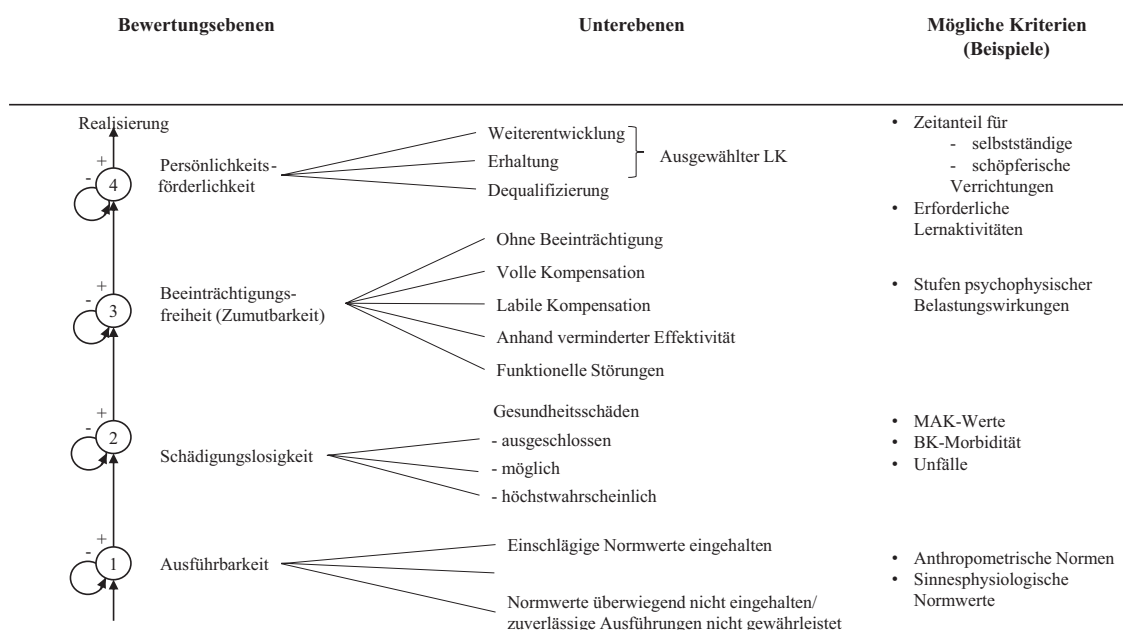 Bewertungsebenen
Unterebenen
Mögliche Kriterien
(Beispiele)
Realisierung
+
-
4
Persönlichkeits-
förderlichkeit
Weiterentwicklung
Erhaltung
Dequalifizierung
Ausgewählter LK
• Zeitanteil für
- selbstständige
- schöpferische
Verrichtungen
• Erforderliche
Lernaktivitäten
+
-
3
Beeinträchtigungs-
freiheit (Zumutbarkeit)
Ohne Beeinträchtigung
Volle Kompensation
Labile Kompensation
Anhand verminderter Effektivität
Funktionelle Störungen
• Stufen psychophysischer
Belastungswirkungen
+
-
2
Schädigungslosigkeit
Gesundheitsschäden
- ausgeschlossen
- möglich
- höchstwahrscheinlich
• MAK-Werte
• BK-Morbidität
• Unfälle
+
-
1
Ausführbarkeit
Einschlägige Normwerte eingehalten
Normwerte überwiegend nicht eingehalten/
zuverlässige Ausführungen nicht gewährleistet
• Anthropometrische Normen
• Sinnesphysiologische
Normwerte